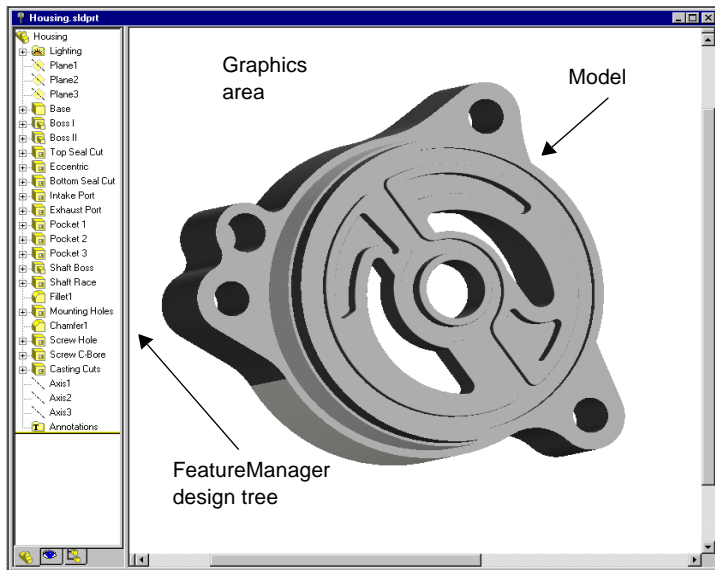 Housing.sldprt
Housing
Lighting
Plane1
Plane2
Plane3
Base
Boss I
Boss II
Top Seal Cut
Eccentric
Bottom Seal Cut
Intake Port
Exhaust Port
Pocket 1
Pocket 2
Pocket 3
Shaft Boss
Shaft Race
Fillet1
Mounting Holes
Chamfer1
Screw Hole
Screw C-Bore
Casting Cuts
Axis1
Axis2
Axis3
Annotations
Graphics
area
Model
FeatureManager
design tree